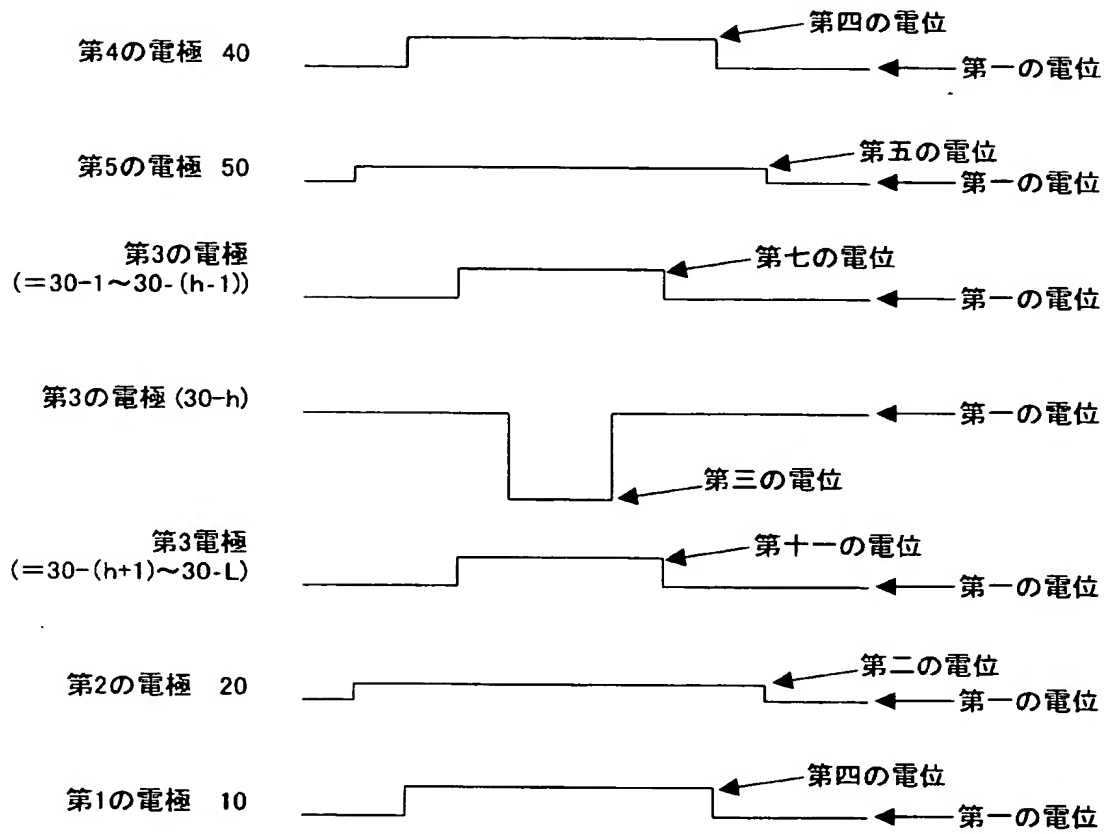 第4の電極 40
第四の電位
第一の電位
第5の電極 50
第五の電位
第一の電位
第3の電極
(=30-1～30-(h-1))
第七の電位
第一の電位
第3の電極(30-h)
第一の電位
第三の電位
第3電極
(=30-(h+1)～30-L)
第十一の電位
第一の電位
第2の電極 20
第二の電位
第一の電位
第1の電極 10
第四の電位
第一の電位